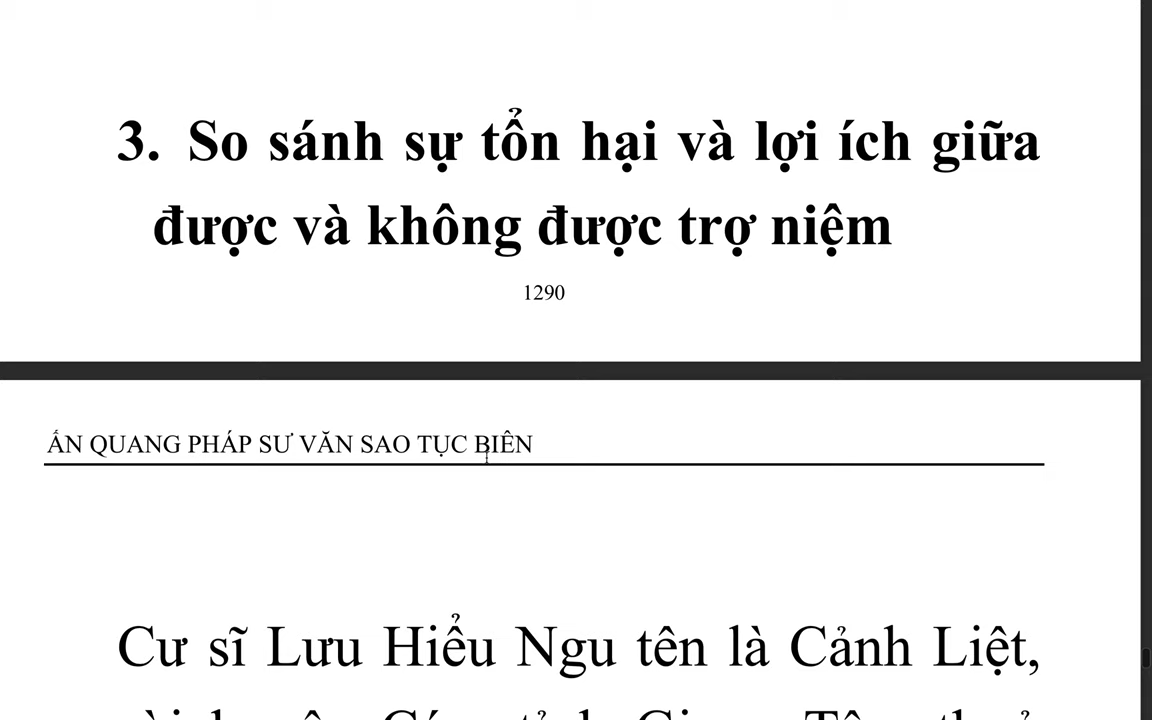 3. So sánh sự tổn hại và lợi ích giữa
được và không được trợ niệm
1290
ẤN QUANG PHÁP SƯ VĂN SAO TỤC BIÊN
Cư sĩ Lưu Hiểu Ngu tên là Cảnh Liệt,